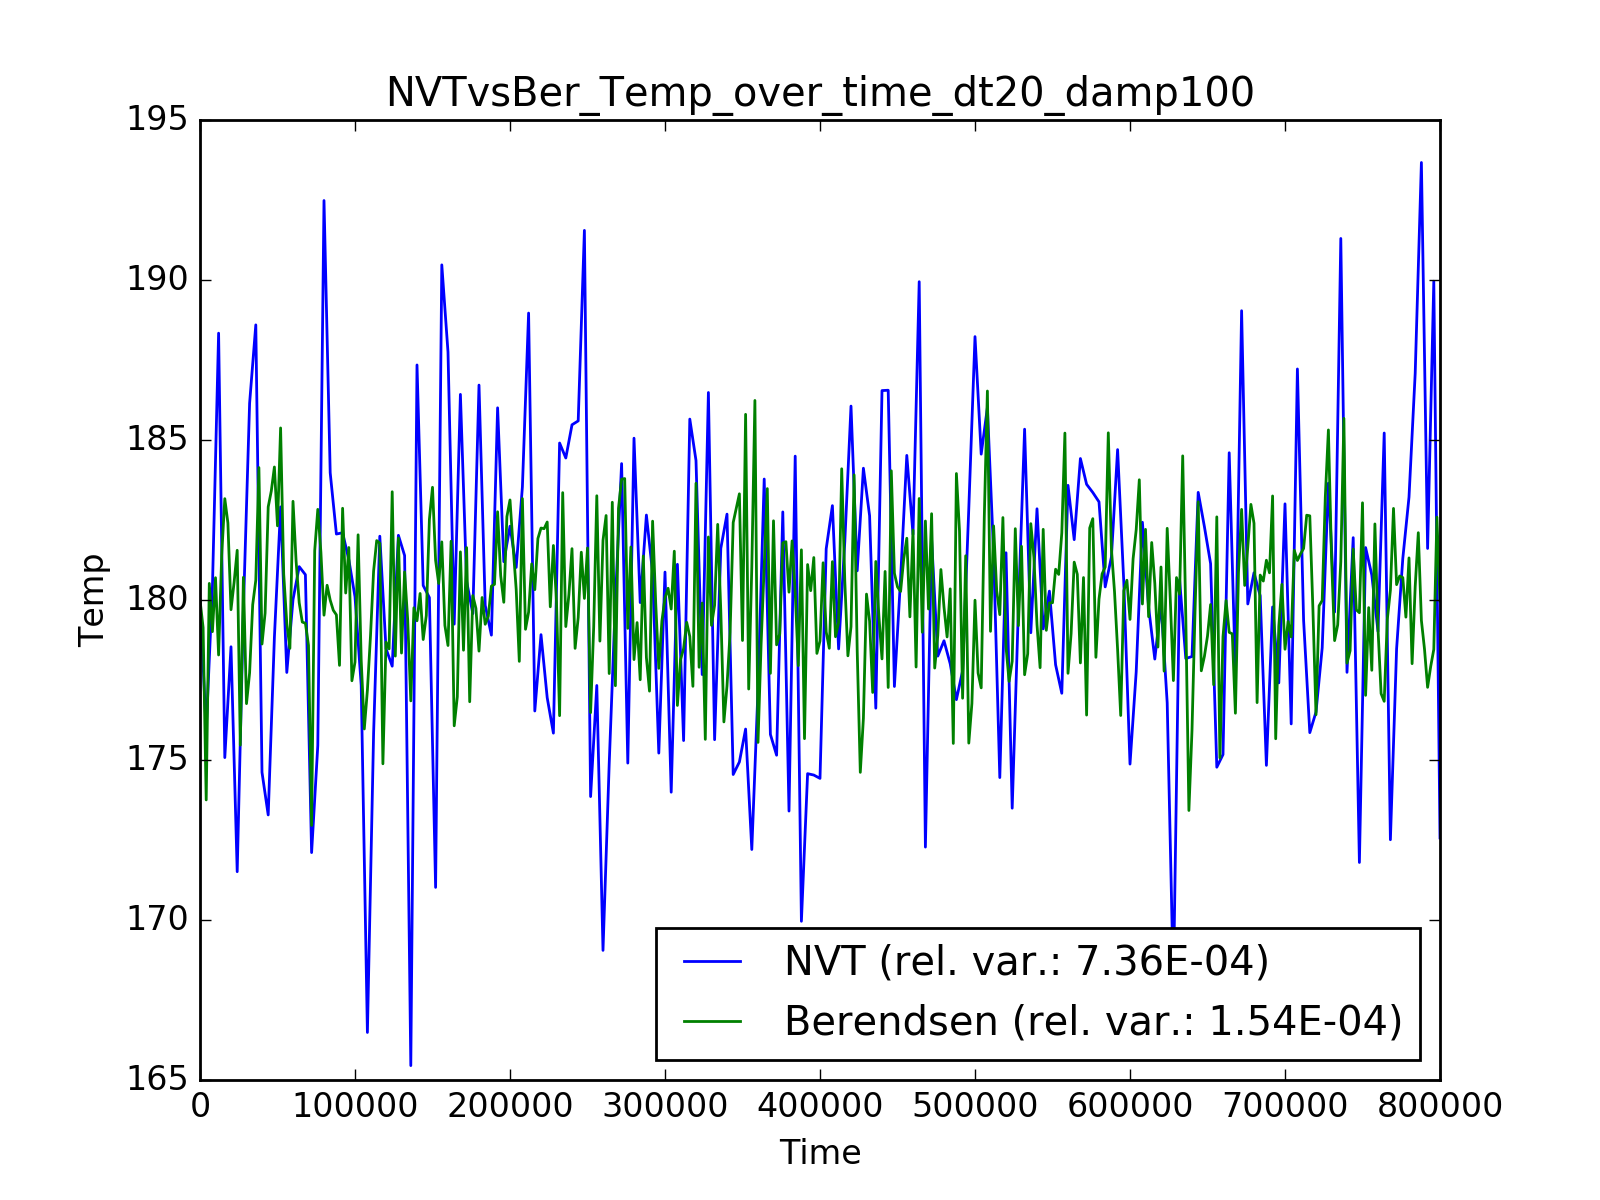 NVTvsBer_Temp_over_time_dt20_damp100
195
190
185
180
175
170
165
Temp
NVT (rel. var.: 7.36E-04)
Berendsen (rel. var.: 1.54E-04)
0 100000 200000 300000 400000 500000 600000 700000 800000
Time